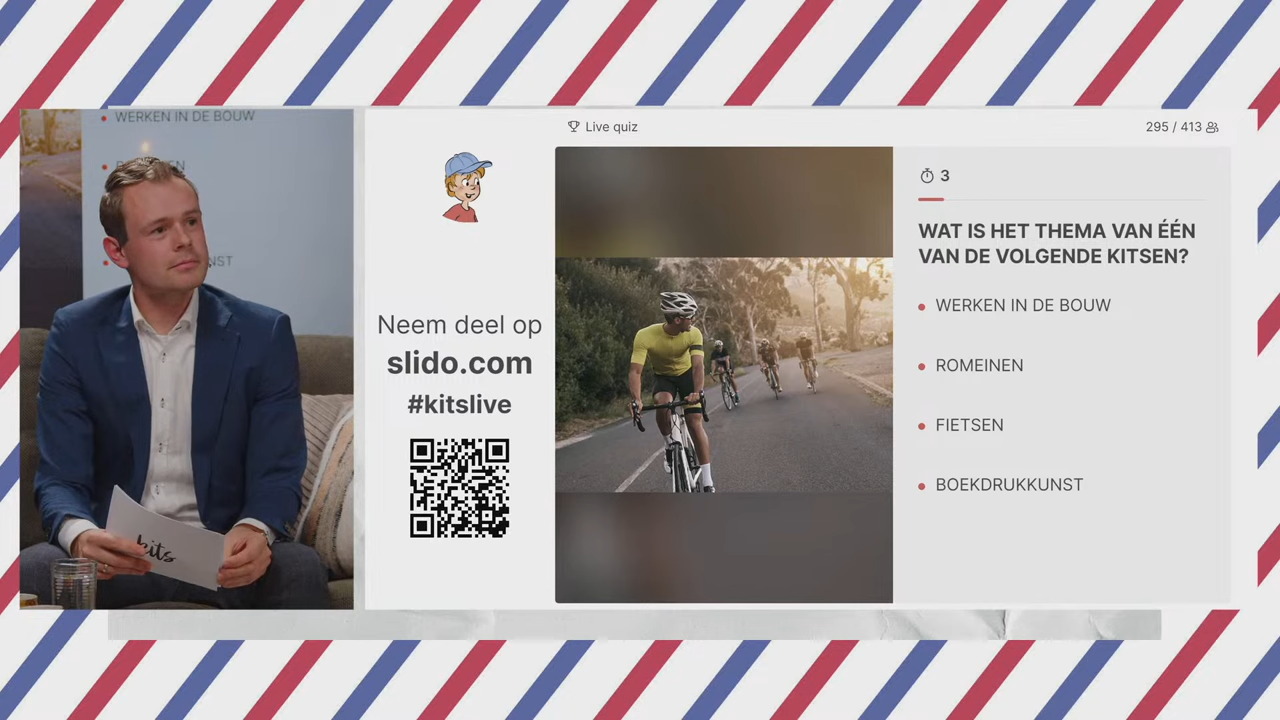 WERKEN IN DE BOUW
kits
Neem deel op
slido.com
#kitslive
Live quiz
295 / 413
3
WAT IS HET THEMA VAN ÉÉN
VAN DE VOLGENDE KITSEN?
WERKEN IN DE BOUW
ROMEINEN
FIETSEN
BOEKDRUKKUNST